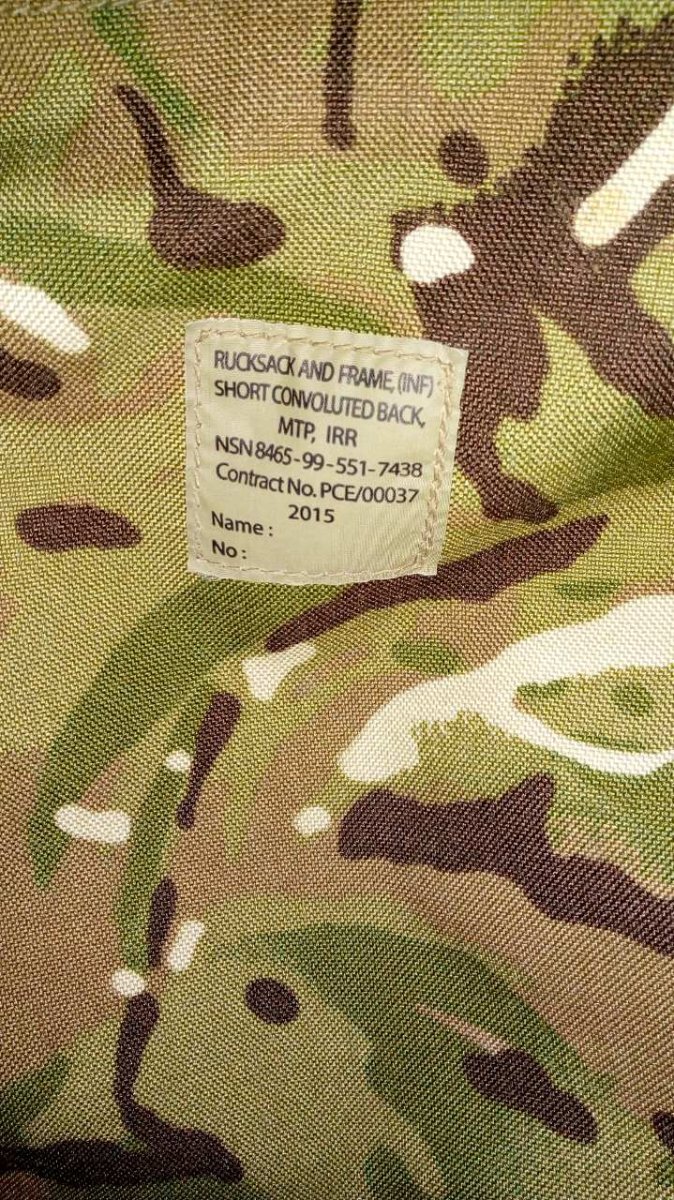 RUCKSACK AND FRAME, (INF)
SHORT CONVOLUTED BACK,
MTP, IRR
NSN 8465-99-551-7438
Contract No. PCE/00037
2015
Name :
No :